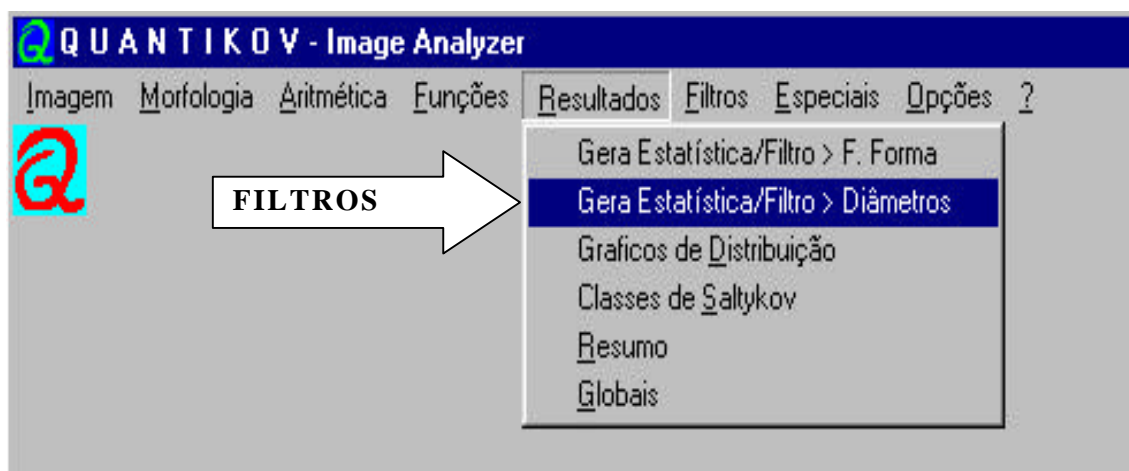 Q U A N T I K O V - Image Analyzer
Imagem Morfologia Aritmética Funções Resultados Filtros Especiais Opções ?
Gera Estatística/Filtro > F. Forma
FILTROS
Gera Estatística/Filtro > Diâmetros
Graficos de Distribuição
Classes de Saltykov
Resumo
Globais